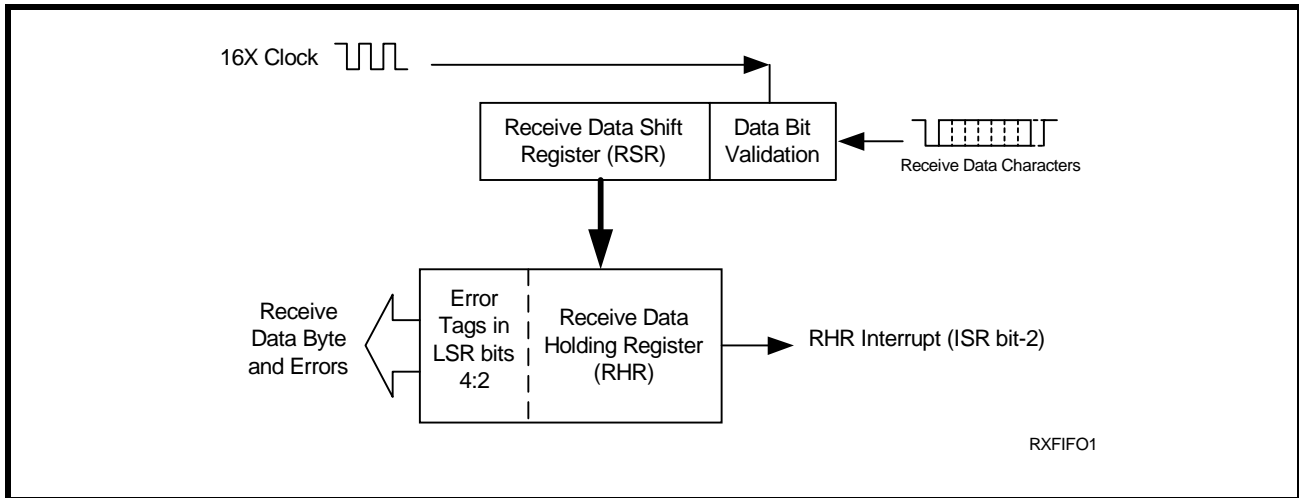 16X Clock
Receive Data Shift
Register (RSR)
Data Bit
Validation
Receive Data Characters
Receive
Data Byte
and Errors
Error
Tags in
LSR bits
4:2
Receive Data
Holding Register
(RHR)
RHR Interrupt (ISR bit-2)
RXFIFO1